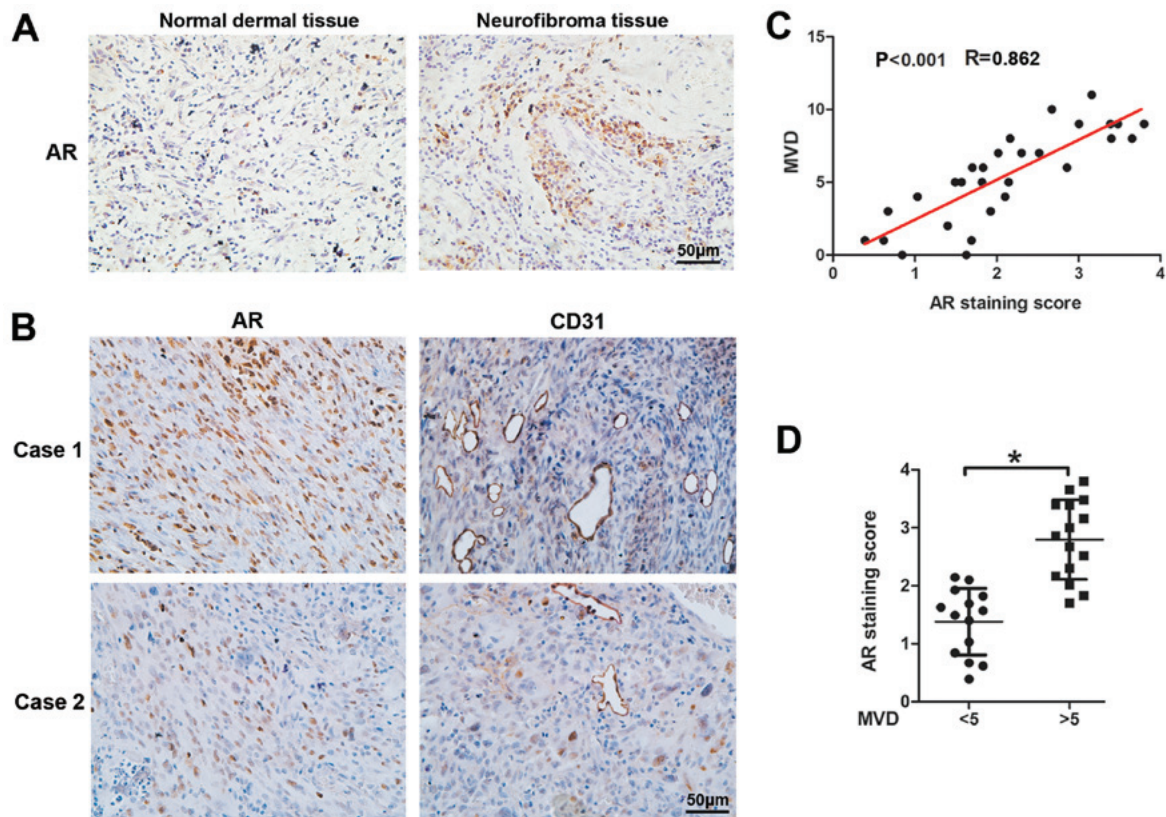 A
Normal dermal tissue
Neurofibroma tissue
AR
50μm
B
AR
CD31
Case 1
Case 2
50μm
C
15
10
5
0
MVD
P<0.001 R=0.862
0 1 2 3 4
AR staining score
D
*
4
3
2
1
0
AR staining score
MVD <5 >5